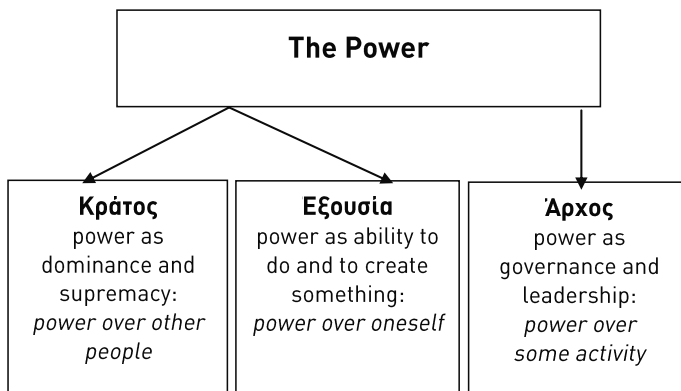 The Power
Κράτος
power as
dominance and
supremacy:
power over other
people
Εξουσία
power as ability to
do and to create
something:
power over oneself
Άρχος
power as
governance and
leadership:
power over
some activity